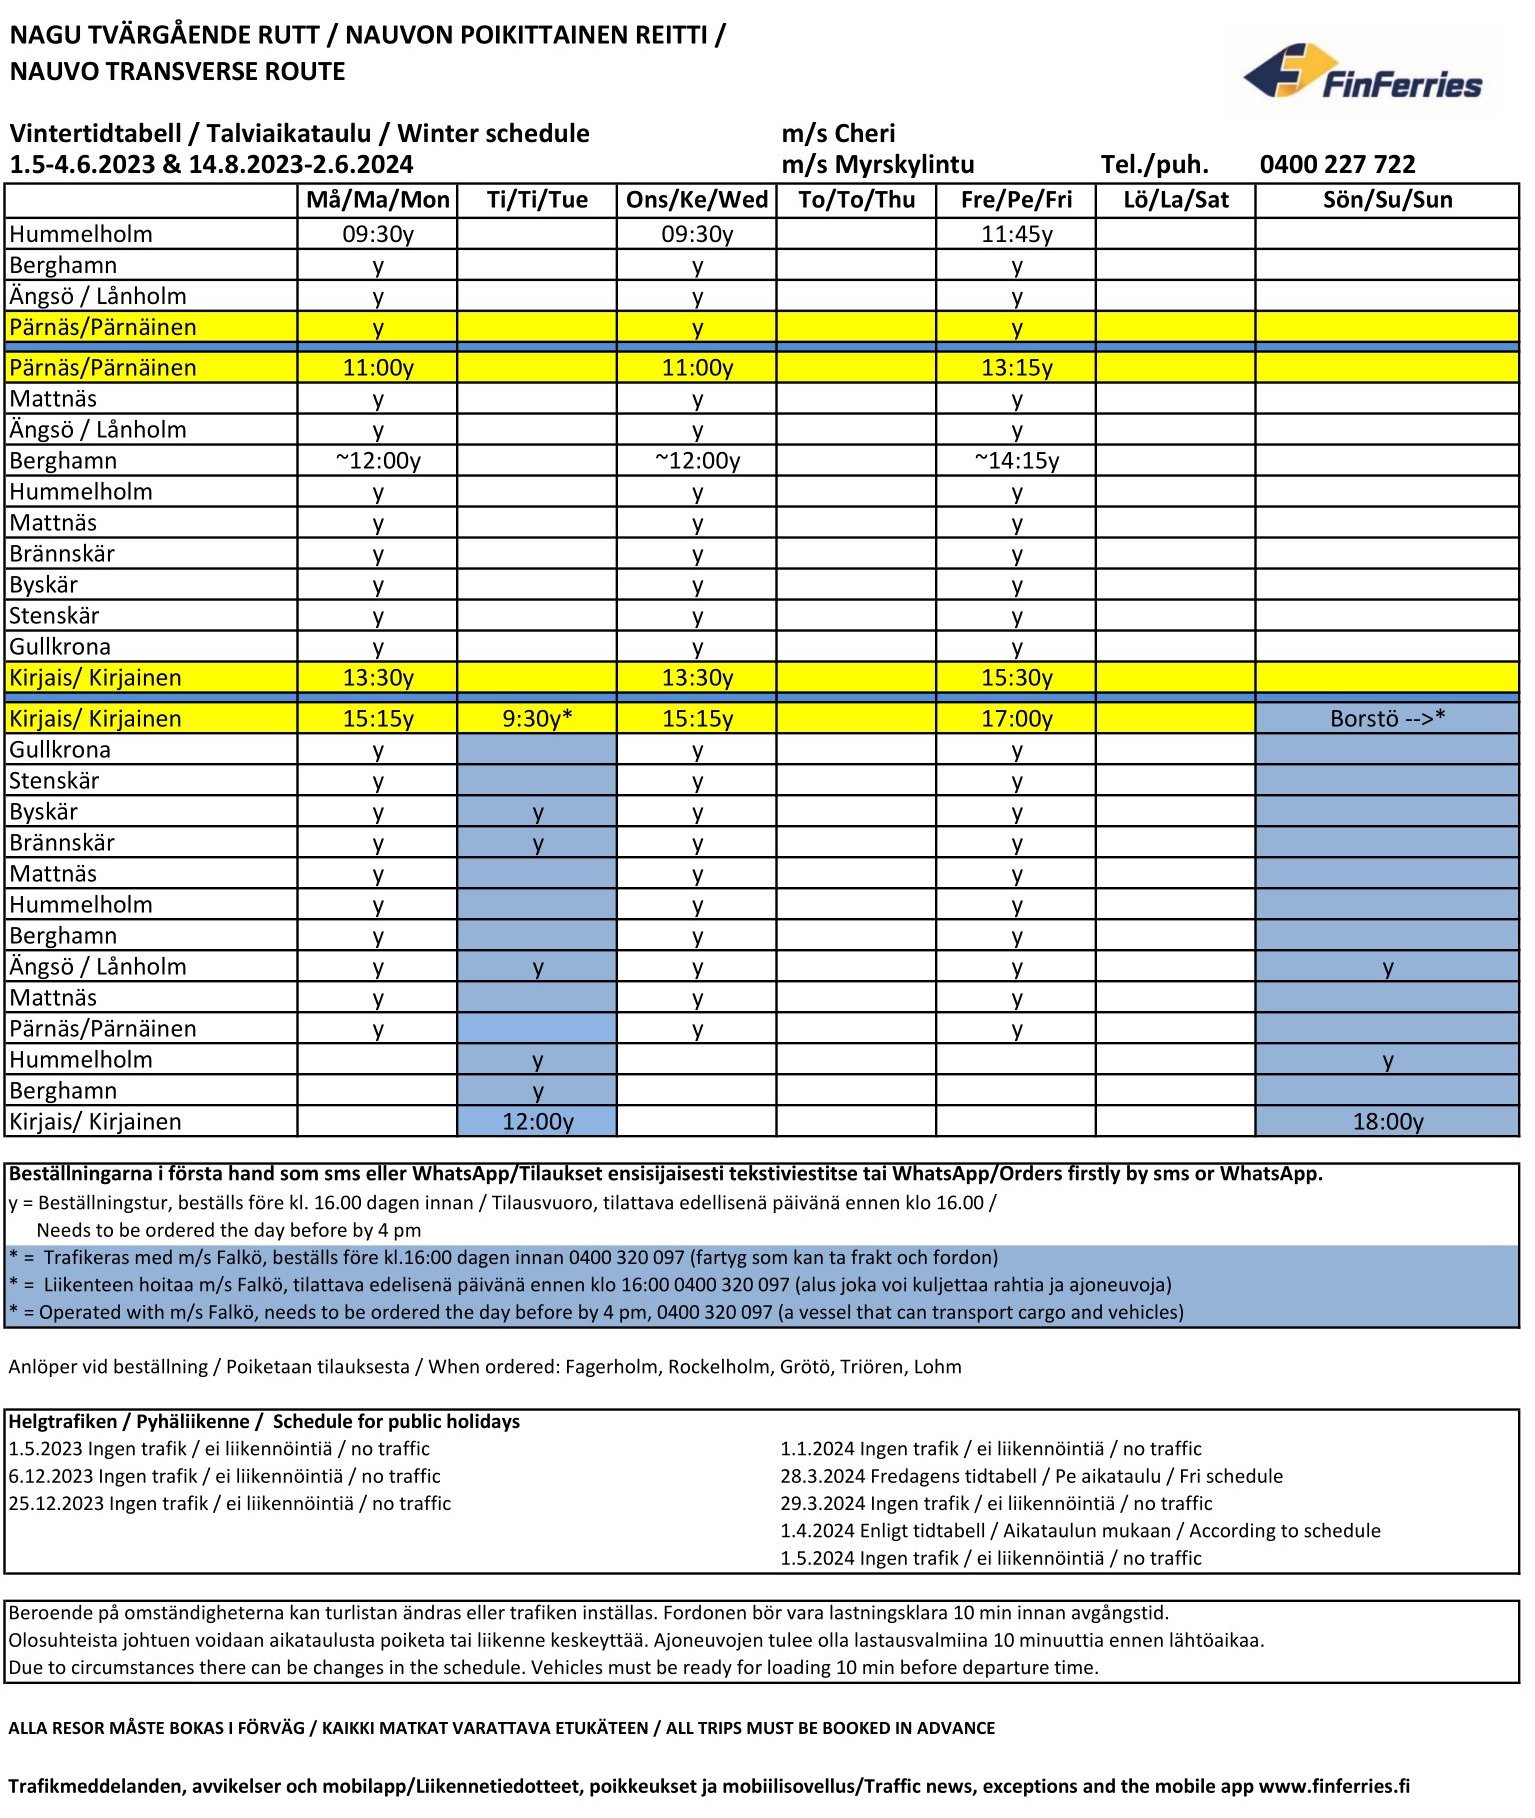 NAGU TVÄRGÅENDE RUTT / NAUVON POIKITTAINEN REITTI /
NAUVO TRANSVERSE ROUTE
FinFerries
Vintertidtabell / Talviaikataulu / Winter schedule m/s Cheri
1.5-4.6.2023 & 14.8.2023-2.6.2024 m/s Myrskylintu Tel./puh. 0400 227 722
Må/Ma/Mon Ti/Ti/Tue Ons/Ke/Wed To/To/Thu Fre/Pe/Fri Lö/La/Sat Sön/Su/Sun
Hummelholm 09:30y 09:30y 11:45y
Berghamn y y y
Ängsö / Lånholm y y y
Pärnäs/Pärnäinen y y y
Pärnäs/Pärnäinen 11:00y 11:00y 13:15y
Mattnäs y y y
Ängsö / Lånholm y y y
Berghamn ~12:00y ~12:00y ~14:15y
Hummelholm y y y
Mattnäs y y y
Brännskär y y y
Byskär y y y
Stenskär y y y
Gullkrona y y y
Kirjais/ Kirjainen 13:30y 13:30y 15:30y
Kirjais/ Kirjainen 15:15y 9:30y* 15:15y 17:00y Borstö -->*
Gullkrona y y y
Stenskär y y y
Byskär y y y y
Brännskär y y y y
Mattnäs y y y
Hummelholm y y y
Berghamn y y y
Ängsö / Lånholm y y y y y
Mattnäs y y y
Pärnäs/Pärnäinen y y y
Hummelholm y y
Berghamn y
Kirjais/ Kirjainen 12:00y 18:00y
Beställningarna i första hand som sms eller WhatsApp/Tilaukset ensisijaisesti tekstiviestitse tai WhatsApp/Orders firstly by sms or WhatsApp.
y = Beställningstur, beställs före kl. 16.00 dagen innan / Tilausvuoro, tilattava edellisenä päivänä ennen klo 16.00 /
Needs to be ordered the day before by 4 pm
* = Trafikeras med m/s Falkö, beställs före kl.16:00 dagen innan 0400 320 097 (fartyg som kan ta frakt och fordon)
* = Liikenteen hoitaa m/s Falkö, tilattava edelisenä päivänä ennen klo 16:00 0400 320 097 (alus joka voi kuljettaa rahtia ja ajoneuvoja)
* = Operated with m/s Falkö, needs to be ordered the day before by 4 pm, 0400 320 097 (a vessel that can transport cargo and vehicles)
Anlöper vid beställning / Poiketaan tilauksesta / When ordered: Fagerholm, Rockelholm, Grötö, Triören, Lohm
Helgtrafiken / Pyhäliikenne / Schedule for public holidays
1.5.2023 Ingen trafik / ei liikennöintiä / no traffic 1.1.2024 Ingen trafik / ei liikennöintiä / no traffic
6.12.2023 Ingen trafik / ei liikennöintiä / no traffic 28.3.2024 Fredagens tidtabell / Pe aikataulu / Fri schedule
25.12.2023 Ingen trafik / ei liikennöintiä / no traffic 29.3.2024 Ingen trafik / ei liikennöintiä / no traffic
1.4.2024 Enligt tidtabell / Aikataulun mukaan / According to schedule
1.5.2024 Ingen trafik / ei liikennöintiä / no traffic
Beroende på omständigheterna kan turlistan ändras eller trafiken inställas. Fordonen bör vara lastningsklara 10 min innan avgångstid.
Olosuhteista johtuen voidaan aikataulusta poiketa tai liikenne keskeyttää. Ajoneuvojen tulee olla lastausvalmiina 10 minuuttia ennen lähtöaikaa.
Due to circumstances there can be changes in the schedule. Vehicles must be ready for loading 10 min before departure time.
ALLA RESOR MÅSTE BOKAS I FÖRVÄG / KAIKKI MATKAT VARATTAVA ETUKÄTEEN / ALL TRIPS MUST BE BOOKED IN ADVANCE
Trafikmeddelanden, avvikelser och mobilapp/Liikennetiedotteet, poikkeukset ja mobiilisovellus/Traffic news, exceptions and the mobile app www.finferries.fi